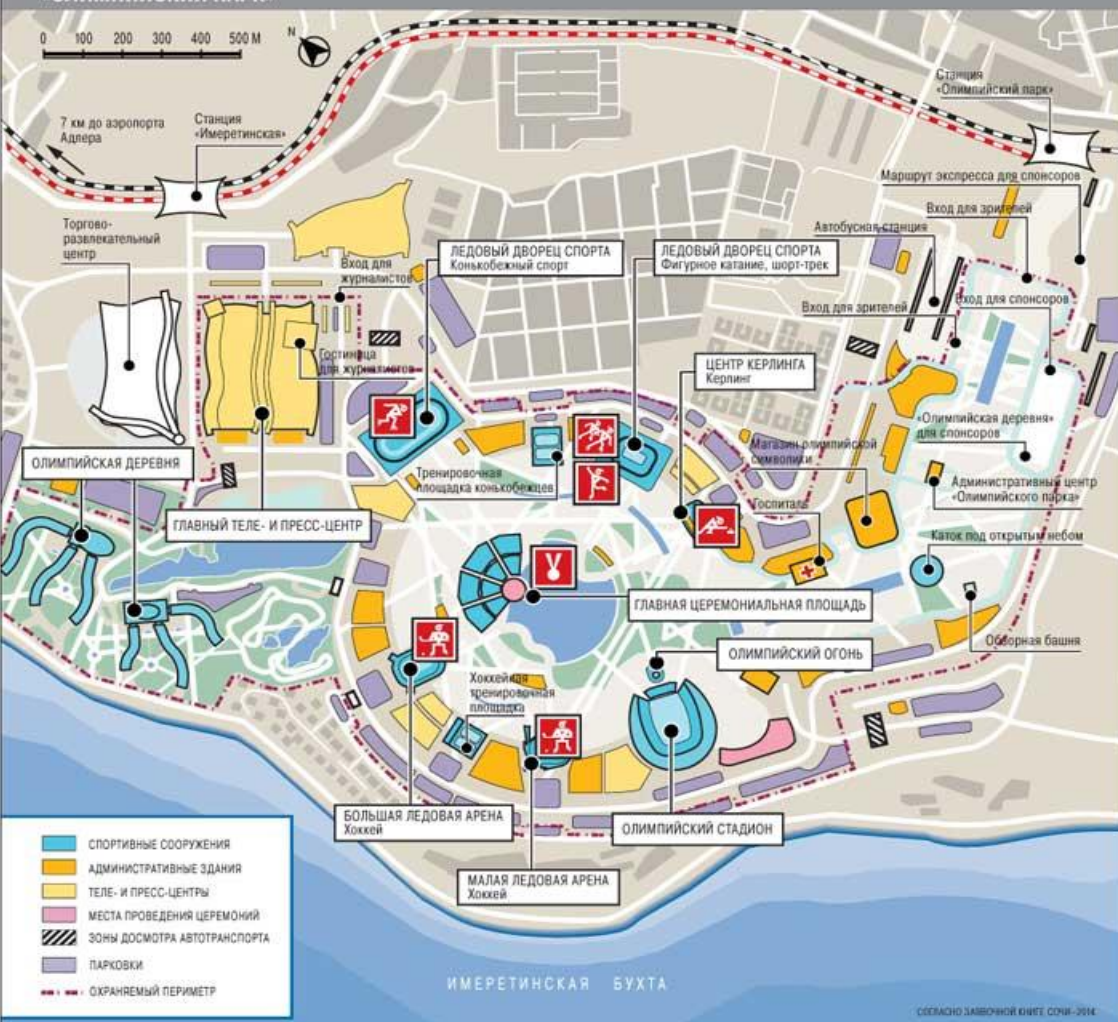 0 100 200 300 400 500 М
N
Станция
«Олимпийский парк»
7 км до аэропорта
Адлера
Станция
«Имеретинская»
Маршрут экспресса для спонсоров
Вход для зрителей
Автобусная станция
Торгово-
развлекательный
центр
ЛЕДОВЫЙ ДВОРЕЦ СПОРТА
Конькобежный спорт
ЛЕДОВЫЙ ДВОРЕЦ СПОРТА
Фигурное катание, шорт-трек
Вход для
журналистов
Вход для зрителей
Вход для спонсоров
Гостиница
для журналистов
ЦЕНТР КЕРЛИНГА
Керлинг
«Олимпийская деревня»
для спонсоров
ОЛИМПИЙСКАЯ ДЕРЕВНЯ
Тренировочная
площадка конькобежцев
Магазин олимпийской
символики
Административный центр
«Олимпийского парка»
Госпиталь
ГЛАВНЫЙ ТЕЛЕ- И ПРЕСС-ЦЕНТР
Каток под открытым небом
ГЛАВНАЯ ЦЕРЕМОНИАЛЬНАЯ ПЛОЩАДЬ
Обзорная башня
ОЛИМПИЙСКИЙ ОГОНЬ
Хоккейная
тренировочная
площадка
БОЛЬШАЯ ЛЕДОВАЯ АРЕНА
Хоккей
ОЛИМПИЙСКИЙ СТАДИОН
МАЛАЯ ЛЕДОВАЯ АРЕНА
Хоккей
СПОРТИВНЫЕ СООРУЖЕНИЯ
АДМИНИСТРАТИВНЫЕ ЗДАНИЯ
ТЕЛЕ- И ПРЕСС-ЦЕНТРЫ
МЕСТА ПРОВЕДЕНИЯ ЦЕРЕМОНИЙ
ЗОНЫ ДОСМОТРА АВТОТРАНСПОРТА
ПАРКОВКИ
ОХРАНЯЕМЫЙ ПЕРИМЕТР
ИМЕРЕТИНСКАЯ БУХТА
СОГЛАСНО ЗАЯВОЧНОЙ КНИГЕ СОЧИ-2014